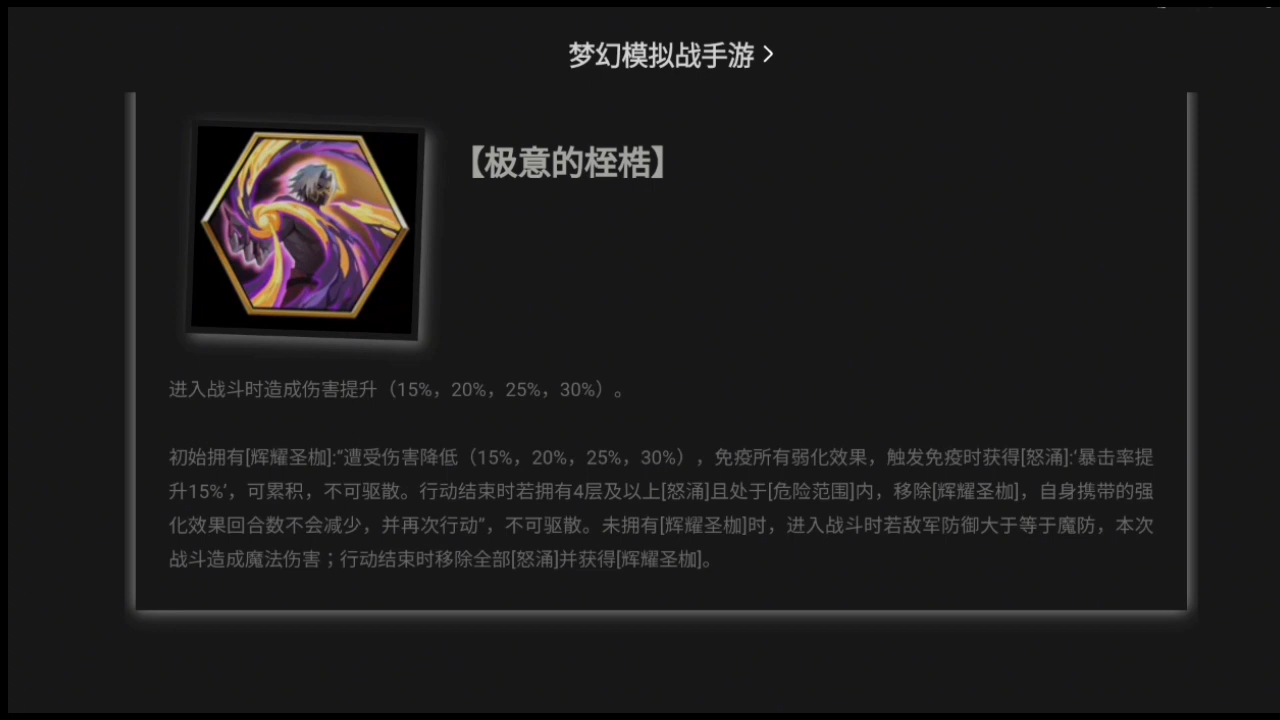 梦幻模拟战手游 >
【极意的桎梏】
进入战斗时造成伤害提升（15%，20%，25%，30%）。
初始拥有[辉耀圣枷]:“遭受伤害降低（15%，20%，25%，30%），免疫所有弱化效果，触发免疫时获得[怒涌]:‘暴击率提
升15%’，可累积，不可驱散。行动结束时若拥有4层及以上[怒涌]且处于[危险范围]内，移除[辉耀圣枷]，自身携带的强
化效果回合数不会减少，并再次行动”，不可驱散。未拥有[辉耀圣枷]时，进入战斗时若敌军防御大于等于魔防，本次
战斗造成魔法伤害；行动结束时移除全部[怒涌]并获得[辉耀圣枷]。